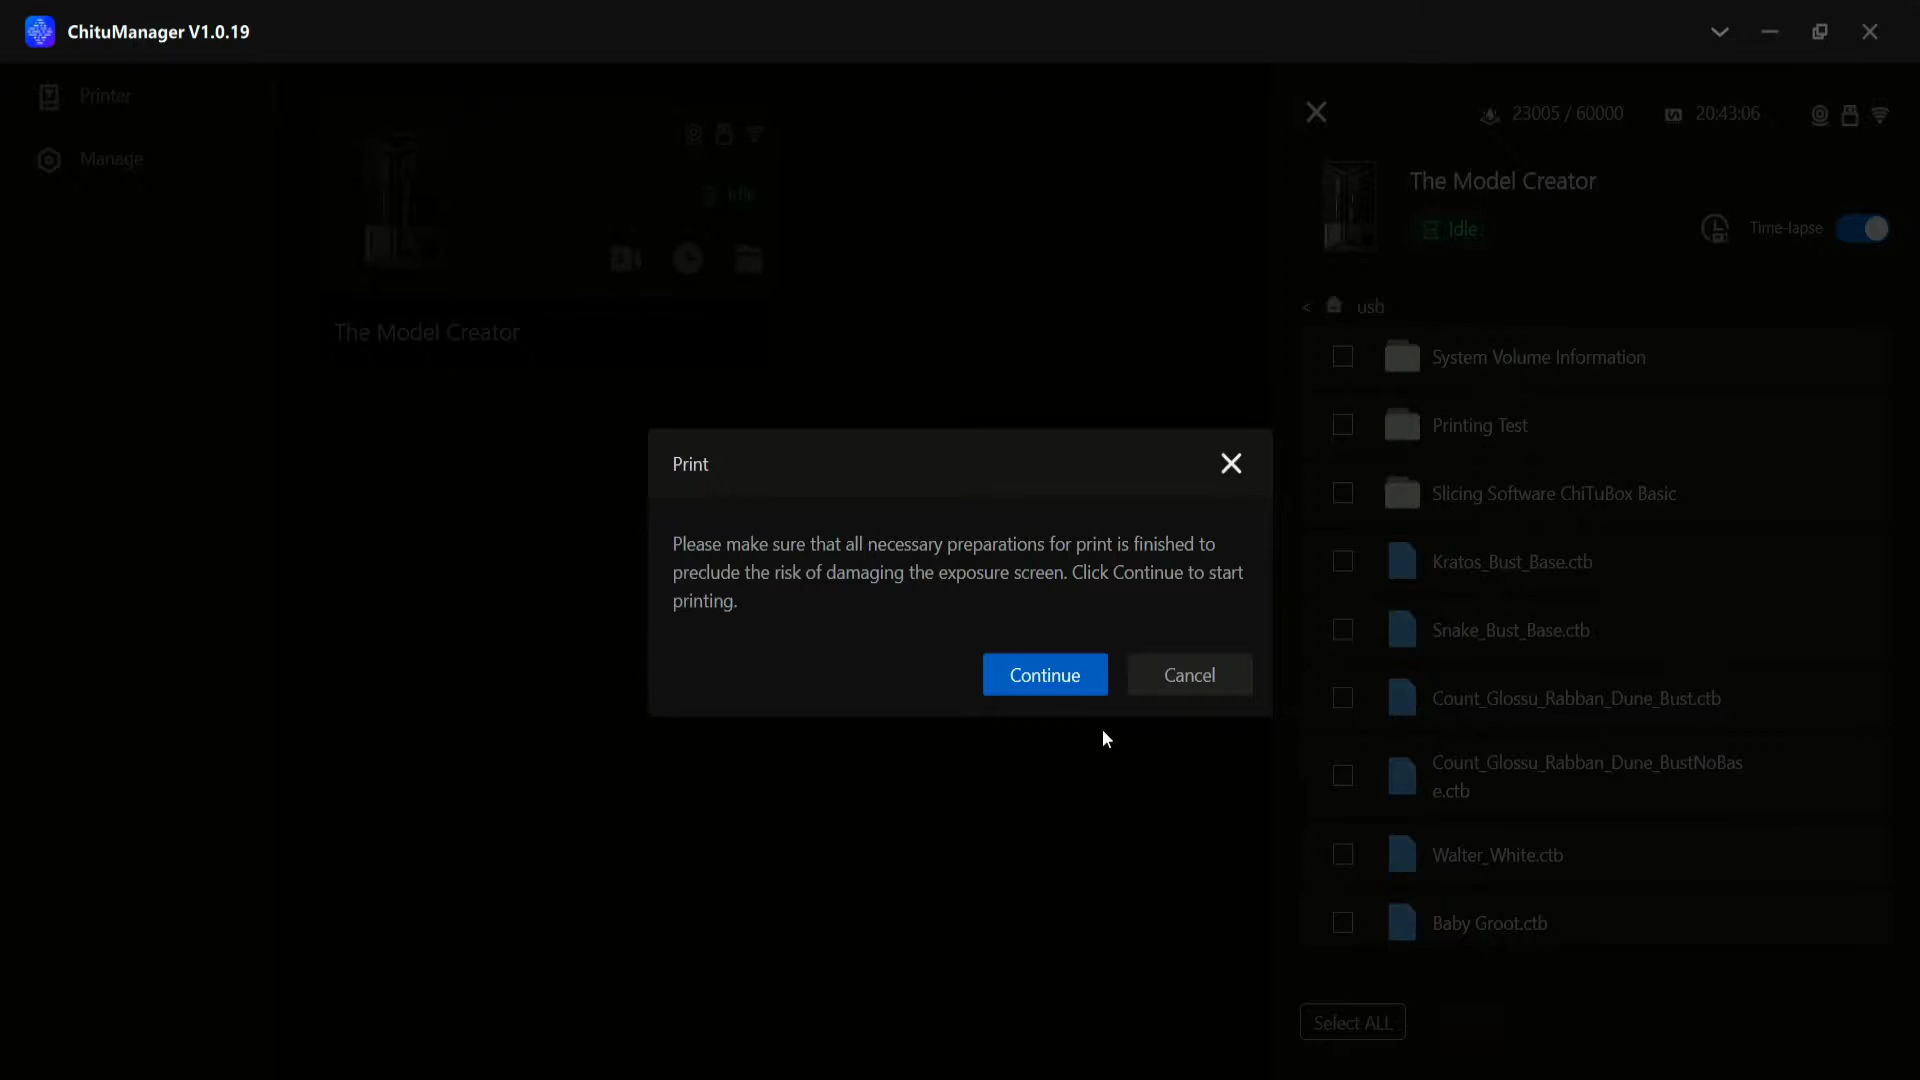 ChituManager V1.0.19
Printer
Manage
Idle
The Model Creator
23005 / 60000
20:43:06
The Model Creator
Idle
Time-lapse
< usb
System Volume Information
Printing Test
Slicing Software ChiTuBox Basic
Kratos_Bust_Base.ctb
Snake_Bust_Base.ctb
Count_Glossu_Rabban_Dune_Bust.ctb
Count_Glossu_Rabban_Dune_BustNoBas
e.ctb
Walter_White.ctb
Baby Groot.ctb
Select ALL
Print
Please make sure that all necessary preparations for print is finished to
preclude the risk of damaging the exposure screen. Click Continue to start
printing.
Continue
Cancel